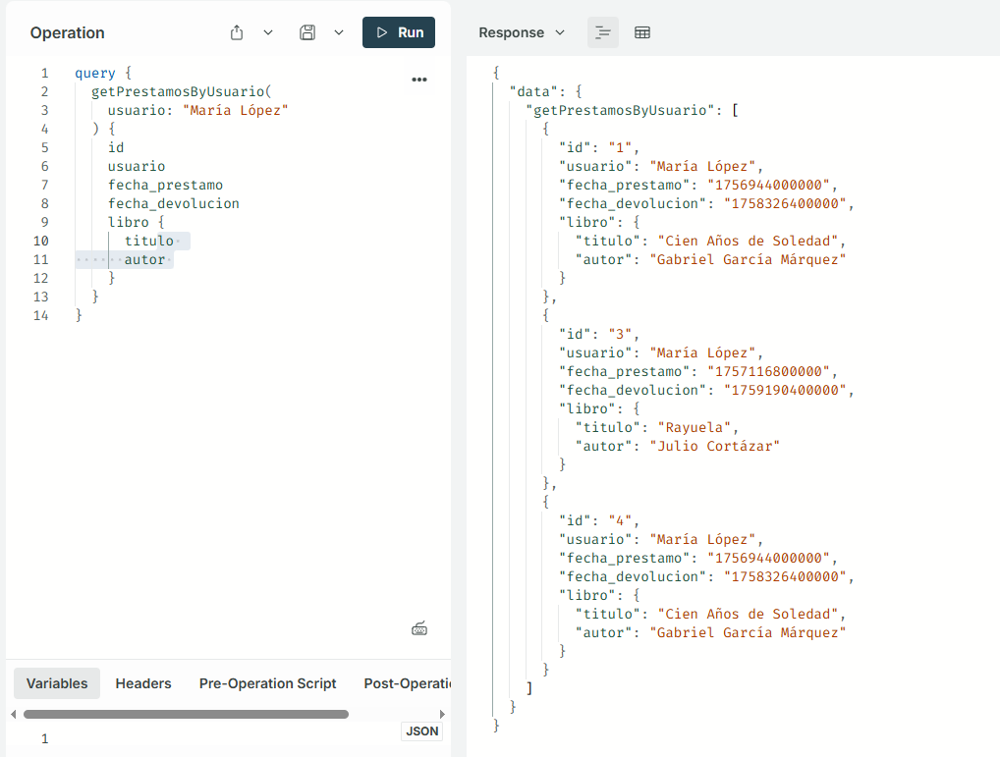 Operation
Run
1 query {
2 getPrestamosByUsuario(
3 usuario: "María López"
4 ) {
5 id
6 usuario
7 fecha_prestamo
8 fecha_devolucion
9 libro {
10 titulo
11 autor
12 }
13 }
14 }
Variables Headers Pre-Operation Script Post-Operatio
JSON
1
Response
{
"data": {
"getPrestamosByUsuario": [
{
"id": "1",
"usuario": "María López",
"fecha_prestamo": "1756944000000",
"fecha_devolucion": "1758326400000",
"libro": {
"titulo": "Cien Años de Soledad",
"autor": "Gabriel García Márquez"
}
},
{
"id": "3",
"usuario": "María López",
"fecha_prestamo": "1757116800000",
"fecha_devolucion": "1759190400000",
"libro": {
"titulo": "Rayuela",
"autor": "Julio Cortázar"
}
},
{
"id": "4",
"usuario": "María López",
"fecha_prestamo": "1756944000000",
"fecha_devolucion": "1758326400000",
"libro": {
"titulo": "Cien Años de Soledad",
"autor": "Gabriel García Márquez"
}
}
]
}
}